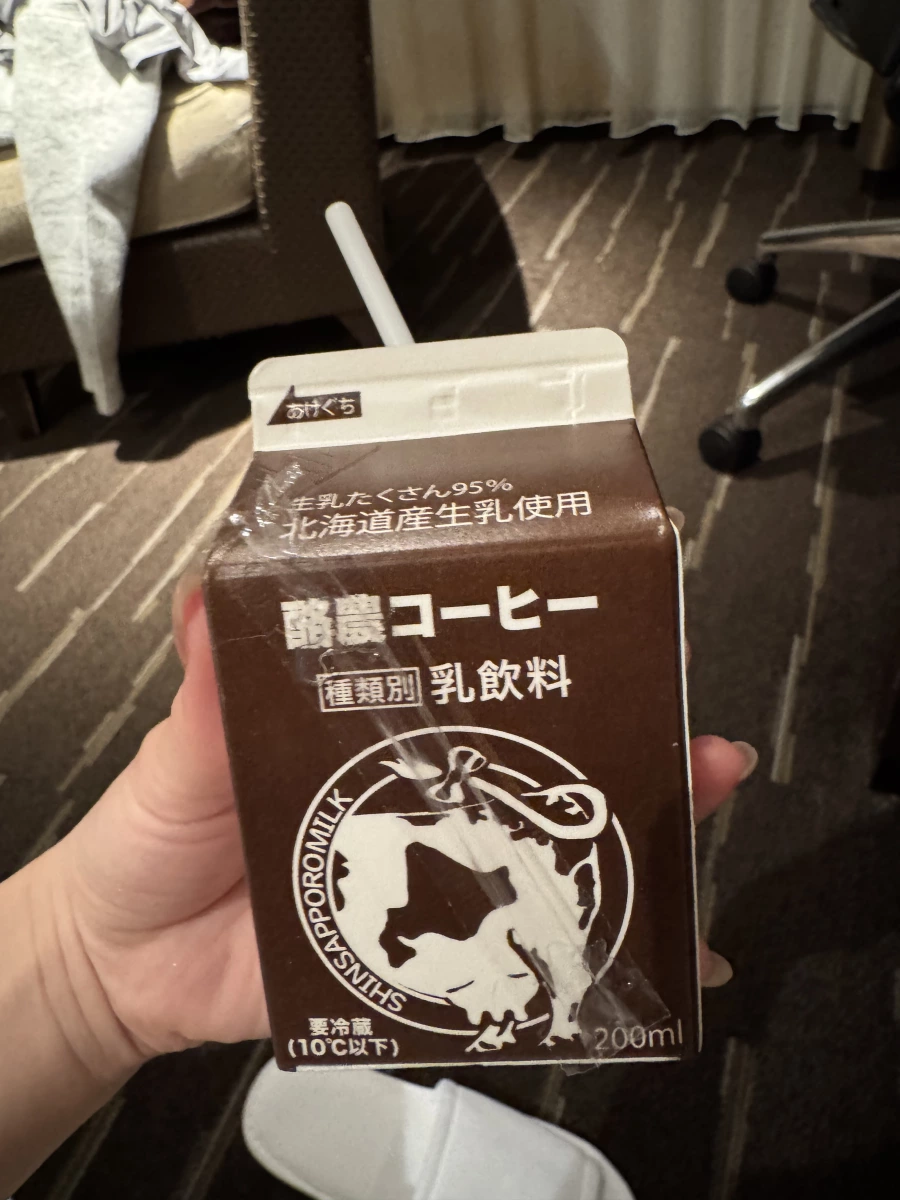 あけぐち
生乳たくさん95%
北海道産生乳使用
酪農コーヒー
種類別 乳飲料
SHINSAPPOROMILK
要冷蔵
(10℃以下)
200ml